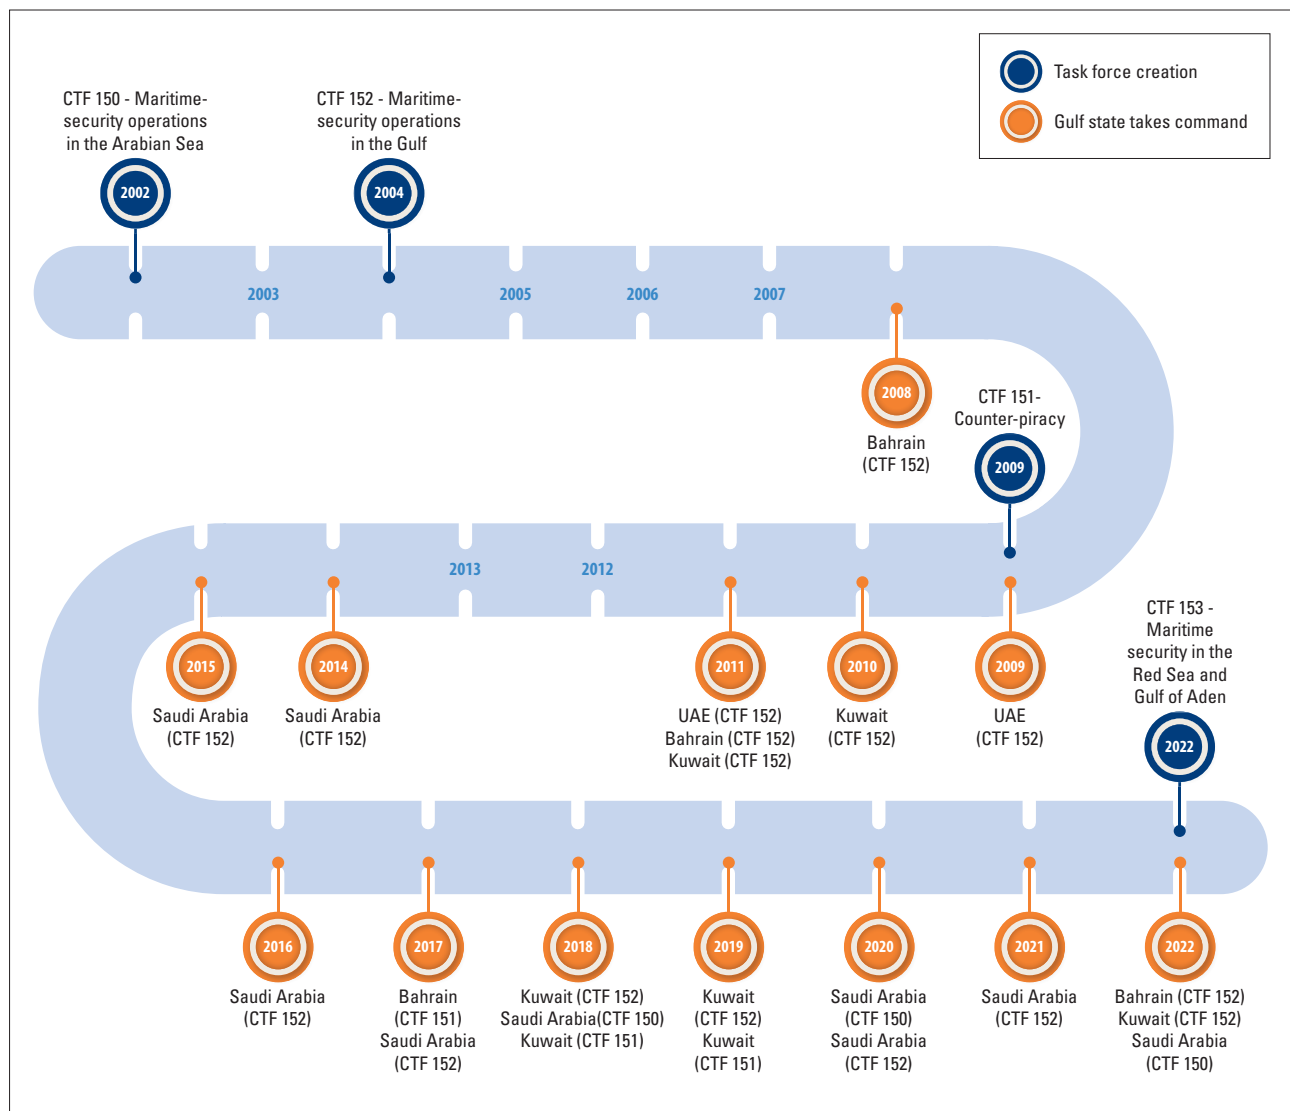 Task force creation
Gulf state takes command
CTF 150 - Maritime-
security operations
in the Arabian Sea
2002
CTF 152 - Maritime-
security operations
in the Gulf
2004
2003
2005
2006
2007
2008
Bahrain
(CTF 152)
CTF 151-
Counter-piracy
2009
2013
2012
2015
Saudi Arabia
(CTF 152)
2014
Saudi Arabia
(CTF 152)
2011
UAE (CTF 152)
Bahrain (CTF 152)
Kuwait (CTF 152)
2010
Kuwait
(CTF 152)
2009
UAE
(CTF 152)
CTF 153 -
Maritime
security in the
Red Sea and
Gulf of Aden
2022
2016
Saudi Arabia
(CTF 152)
2017
Bahrain
(CTF 151)
Saudi Arabia
(CTF 152)
2018
Kuwait (CTF 152)
Saudi Arabia(CTF 150)
Kuwait (CTF 151)
2019
Kuwait
(CTF 152)
Kuwait
(CTF 151)
2020
Saudi Arabia
(CTF 150)
Saudi Arabia
(CTF 152)
2021
Saudi Arabia
(CTF 152)
2022
Bahrain (CTF 152)
Kuwait (CTF 152)
Saudi Arabia
(CTF 150)